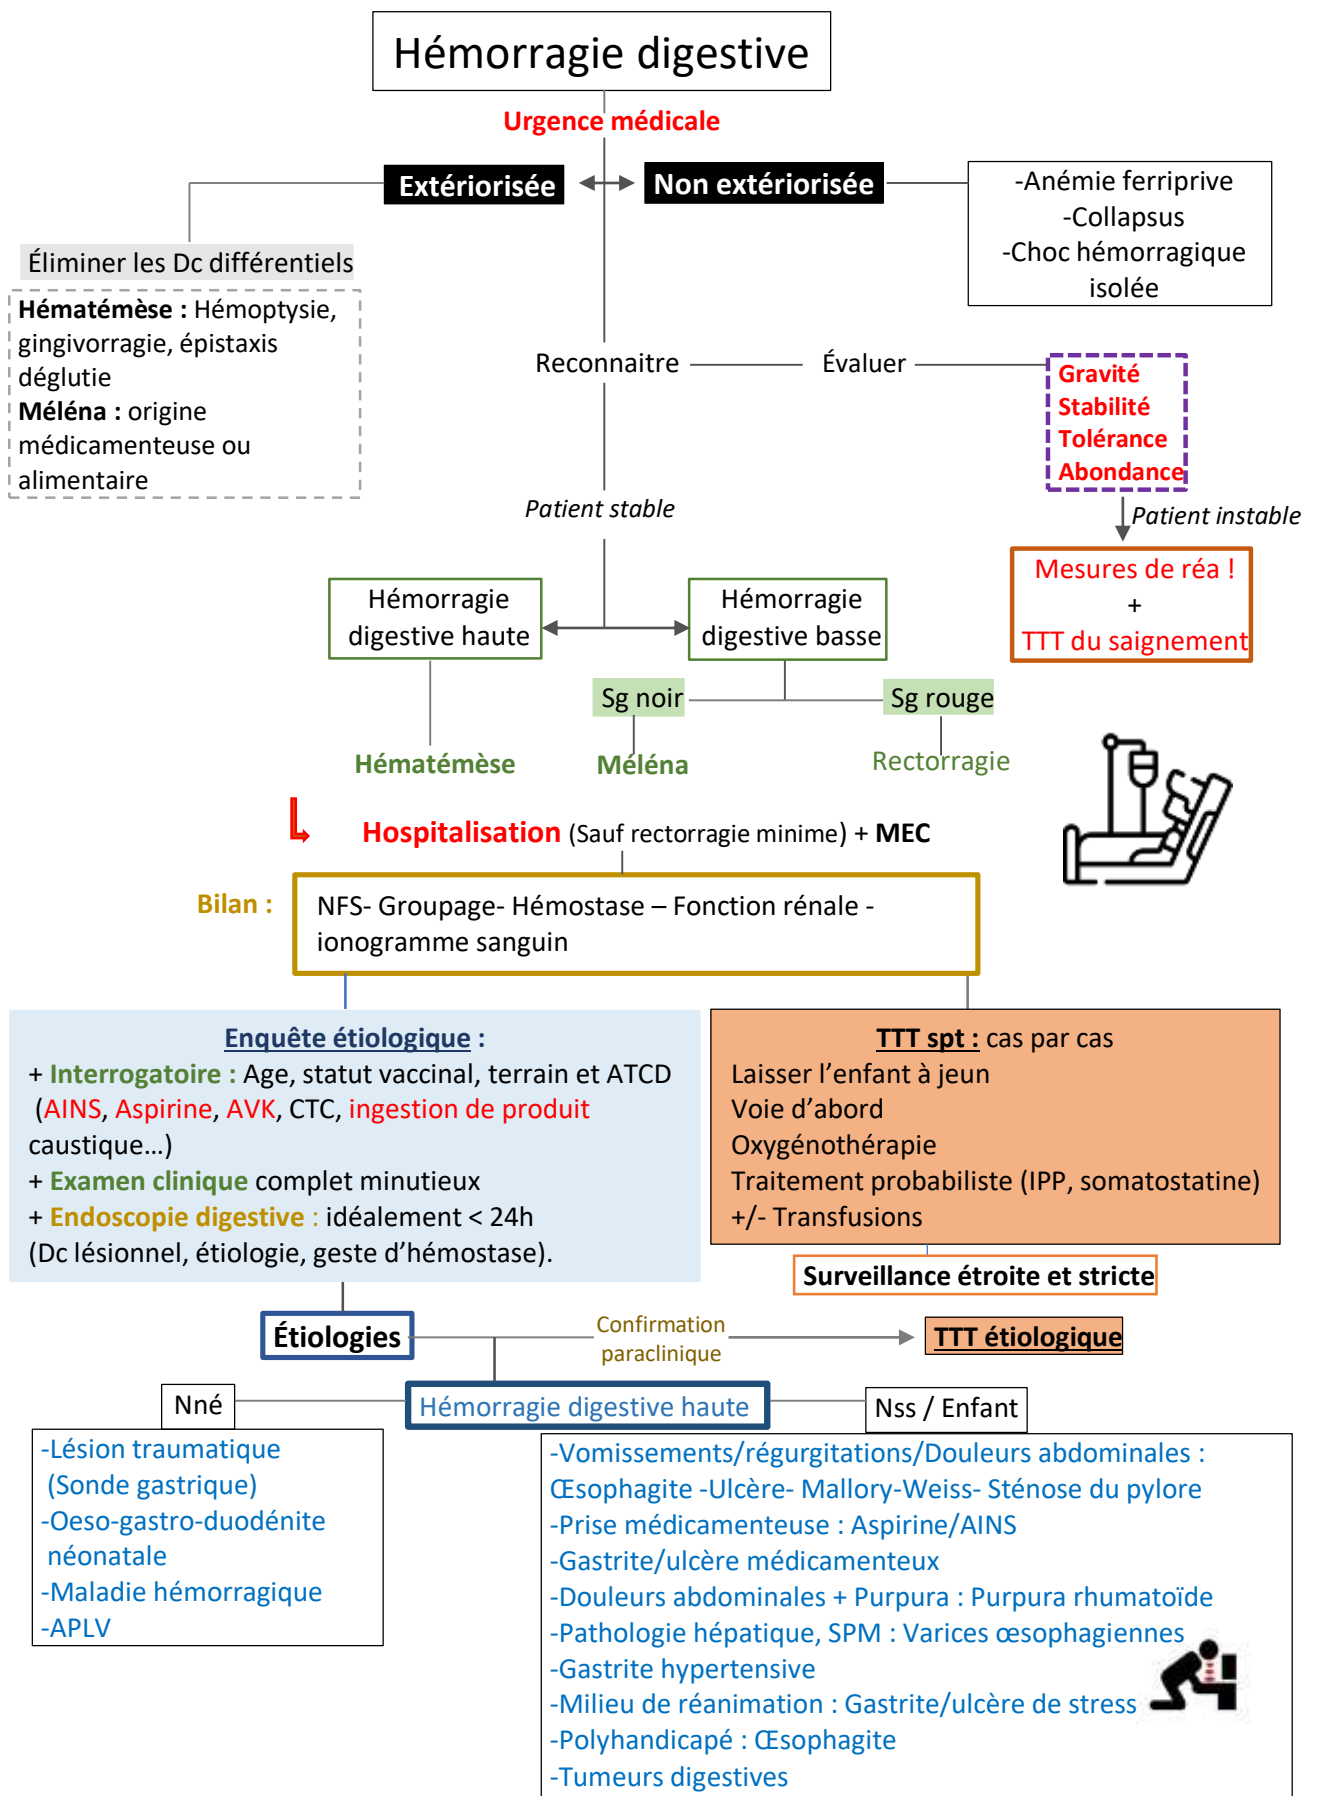 Hémorragie digestive
Urgence médicale
Extériorisée
Non extériorisée
-Anémie ferriprive
-Collapsus
-Choc hémorragique
isolée
Éliminer les Dc différentiels
Hématémèse : Hémoptysie,
gingivorragie, épistaxis
déglutie
Méléna : origine
médicamenteuse ou
alimentaire
Reconnaitre
Évaluer
Gravité
Stabilité
Tolérance
Abondance
Patient stable
Patient instable
Mesures de réa !
+
TTT du saignement
Hémorragie
digestive haute
Hémorragie
digestive basse
Sg noir
Sg rouge
Hématémèse
Méléna
Rectorragie
Hospitalisation (Sauf rectorragie minime) + MEC
Bilan :
NFS- Groupage- Hémostase – Fonction rénale -
ionogramme sanguin
Enquête étiologique :
+ Interrogatoire : Age, statut vaccinal, terrain et ATCD
(AINS, Aspirine, AVK, CTC, ingestion de produit
caustique…)
+ Examen clinique complet minutieux
+ Endoscopie digestive : idéalement < 24h
(Dc lésionnel, étiologie, geste d’hémostase).
TTT spt : cas par cas
Laisser l’enfant à jeun
Voie d’abord
Oxygénothérapie
Traitement probabiliste (IPP, somatostatine)
+/- Transfusions
Surveillance étroite et stricte
Étiologies
Confirmation
paraclinique
TTT étiologique
Nné
Hémorragie digestive haute
Nss / Enfant
-Lésion traumatique
(Sonde gastrique)
-Oeso-gastro-duodénite
néonatale
-Maladie hémorragique
-APLV
-Vomissements/régurgitations/Douleurs abdominales :
Œsophagite -Ulcère- Mallory-Weiss- Sténose du pylore
-Prise médicamenteuse : Aspirine/AINS
-Gastrite/ulcère médicamenteux
-Douleurs abdominales + Purpura : Purpura rhumatoïde
-Pathologie hépatique, SPM : Varices œsophagiennes
-Gastrite hypertensive
-Milieu de réanimation : Gastrite/ulcère de stress
-Polyhandicapé : Œsophagite
-Tumeurs digestives